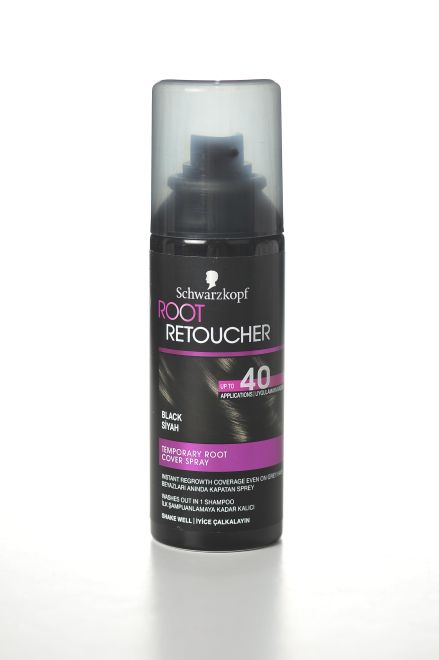 Schwarzkopf
ROOT
RETOUCHER
UP TO 40
APPLICATIONS |
BLACK
SİYAH
TEMPORARY ROOT
COVER SPRAY
INSTANT REGROWTH COVERAGE EVEN ON GREY
BEYAZLARI ANINDA KAPATAN SPREY
WASHES OUT IN 1 SHAMPOO
İLK ŞAMPUANLAMAYA KADAR KALICI
SHAKE WELL | İYİCE ÇALKALAYIN